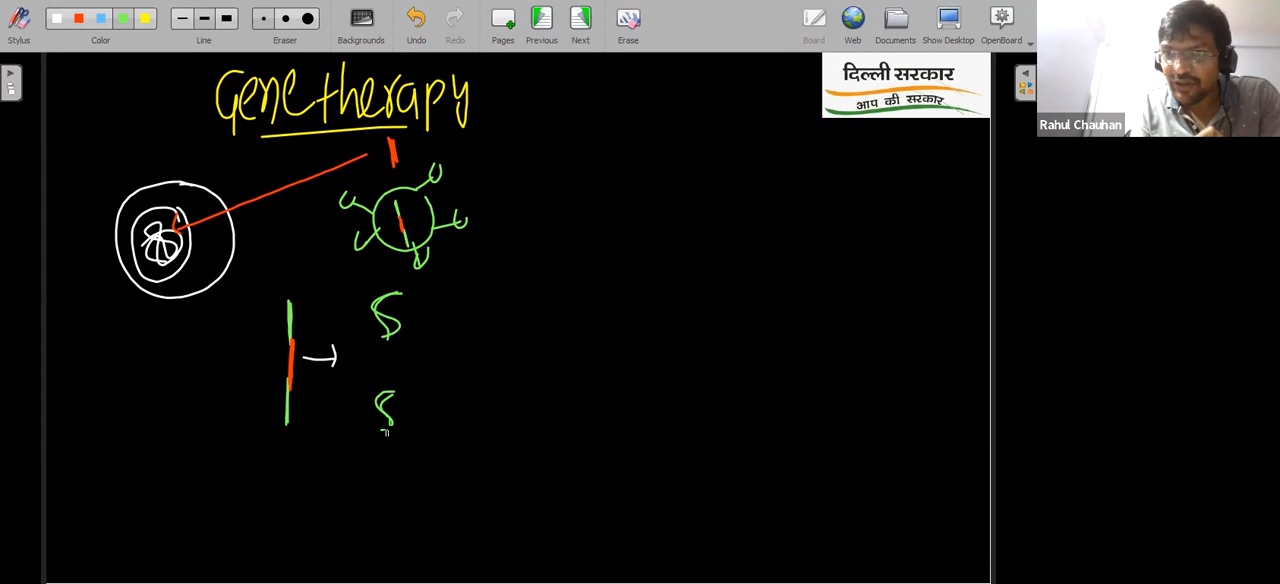 Stylus
Color
Line
Eraser
Backgrounds
Undo
Redo
Pages
Previous
Next
Erase
Board
Web
Documents
Show Desktop
OpenBoard
Gene therapy
दिल्ली सरकार
आप की सरकार
Rahul Chauhan